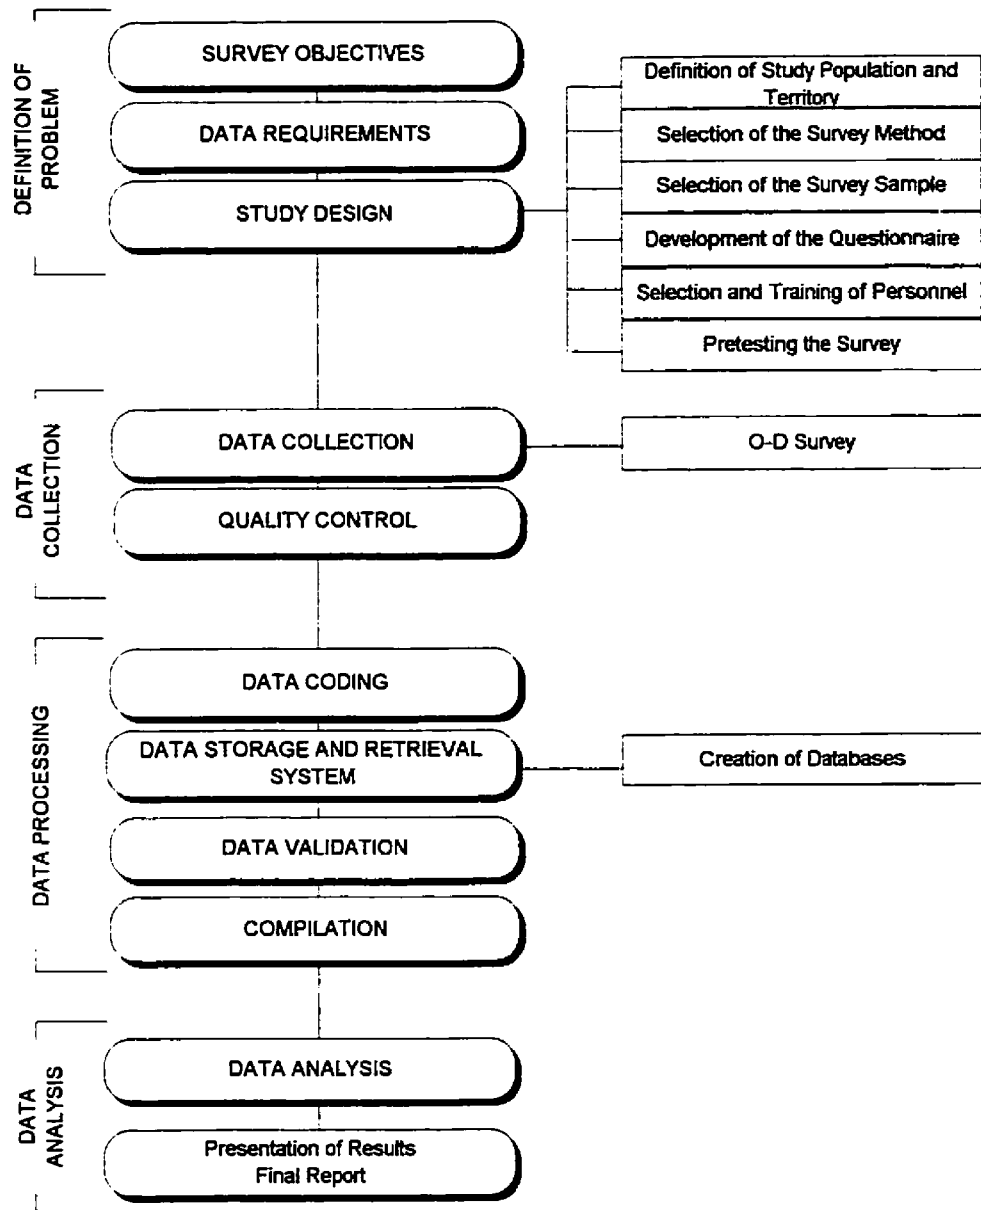 DEFINITION OF
PROBLEM
SURVEY OBJECTIVES
DATA REQUIREMENTS
STUDY DESIGN
Definition of Study Population and
Territory
Selection of the Survey Method
Selection of the Survey Sample
Development of the Questionnaire
Selection and Training of Personnel
Pretesting the Survey
DATA
COLLECTION
DATA COLLECTION
O-D Survey
QUALITY CONTROL
DATA PROCESSING
DATA CODING
DATA STORAGE AND RETRIEVAL
SYSTEM
Creation of Databases
DATA VALIDATION
COMPILATION
DATA
ANALYSIS
DATA ANALYSIS
Presentation of Results
Final Report